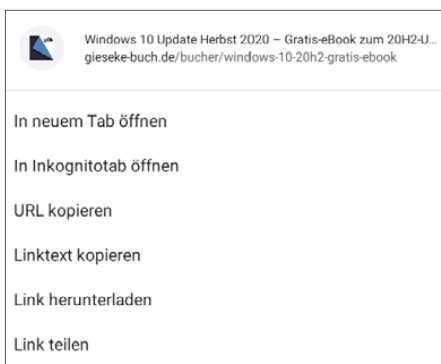 Windows 10 Update Herbst 2020 – Gratis-eBook zum 20H2-U...
gieseke-buch.de/bucher/windows-10-20h2-gratis-ebook
In neuem Tab öffnen
In Inkognitotab öffnen
URL kopieren
Linktext kopieren
Link herunterladen
Link teilen